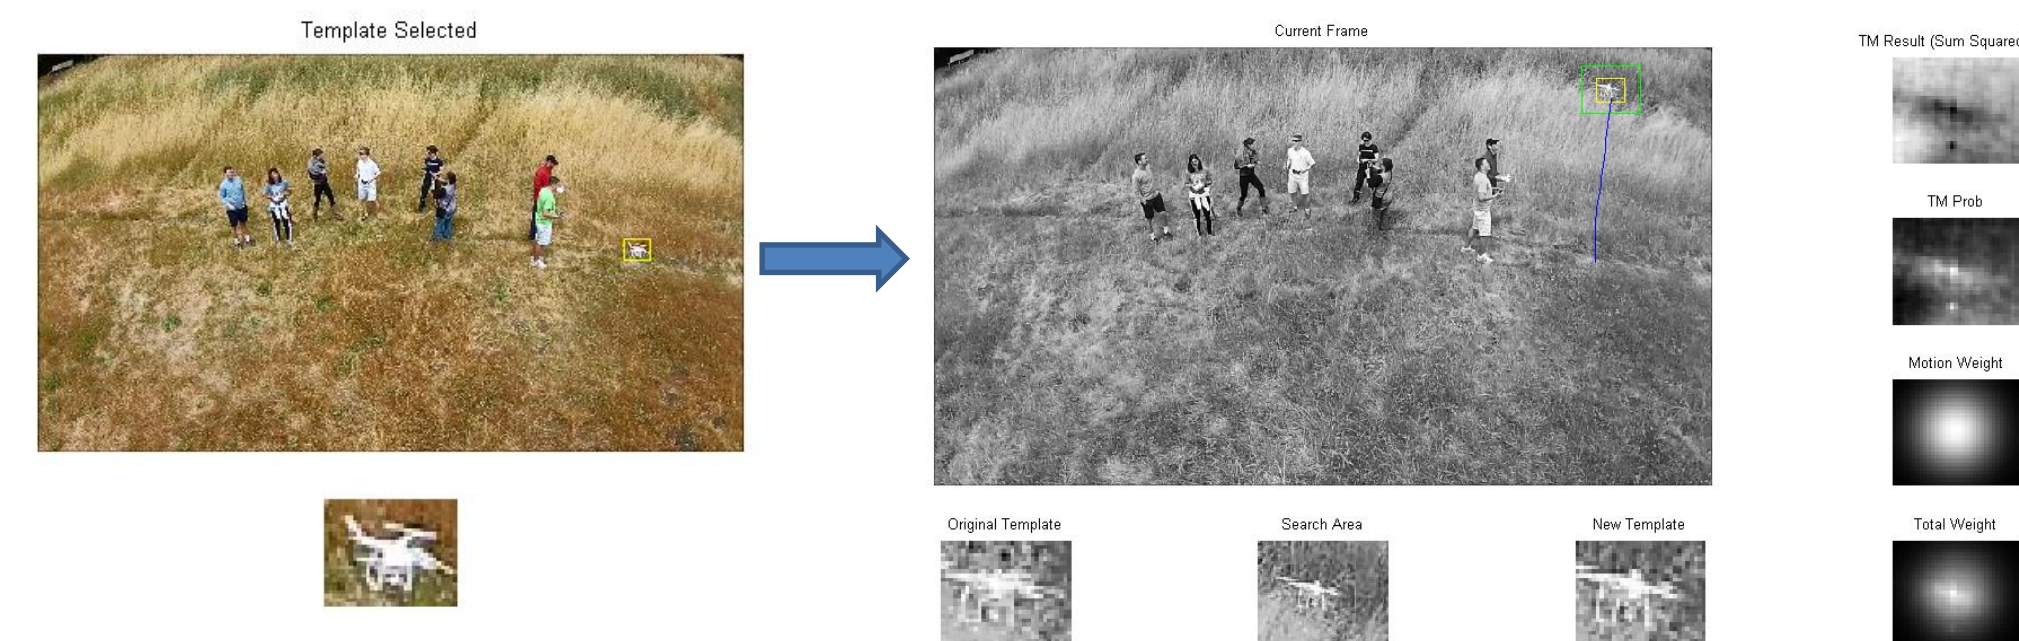 Template Selected
Current Frame
TM Result (Sum Squared
TM Prob
Motion Weight
Original Template
Search Area
New Template
Total Weight